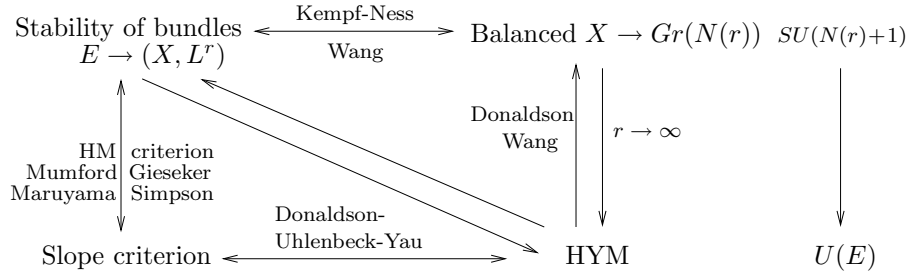 Kempf-Ness
Stability of bundles
Balanced X → Gr(N(r)) SU(N(r)+1)
E → (X, L^r)
Wang
Donaldson
Wang
r → ∞
HM criterion
Mumford Gieseker
Maruyama Simpson
Donaldson-
Uhlenbeck-Yau
Slope criterion
HYM
U(E)